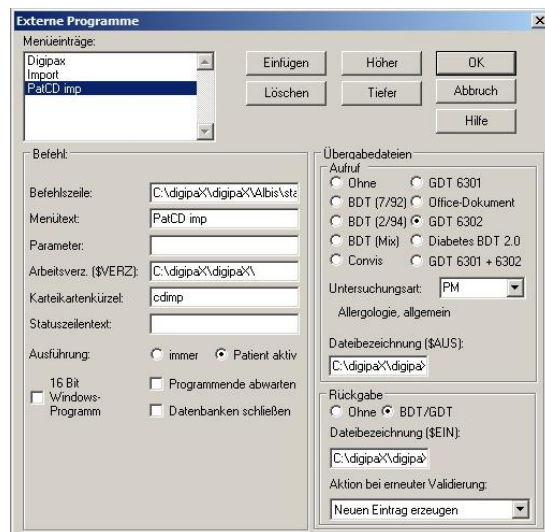 Externe Programme
Menüeinträge:
Digipax
Import
PatCD imp
Einfügen
Höher
OK
Löschen
Tiefer
Abbruch
Hilfe
Befehl:
Befehlszeile: C:\digipaX\digipaX\Albis\sta
Menütext: PatCD imp
Parameter:
Arbeitsverz. ($VERZ): C:\digipaX\digipaX\
Karteikartenkürzel: cdimp
Statuszeilentext:
Ausführung: immer Patient aktiv
16 Bit Windows-Programm
Programmende abwarten
Datenbanken schließen
Übergabedateien
Aufruf
Ohne GDT 6301
BDT (7/92) Office-Dokument
BDT (2/94) GDT 6302
BDT (Mix) Diabetes BDT 2.0
Convis GDT 6301 + 6302
Untersuchungsart: PM
Allergologie, allgemein
Dateibezeichnung ($AUS):
C:\digipaX\digipa
Rückgabe
Ohne BDT/GDT
Dateibezeichnung ($EIN):
C:\digipaX\digipa
Aktion bei erneuter Validierung:
Neuen Eintrag erzeugen